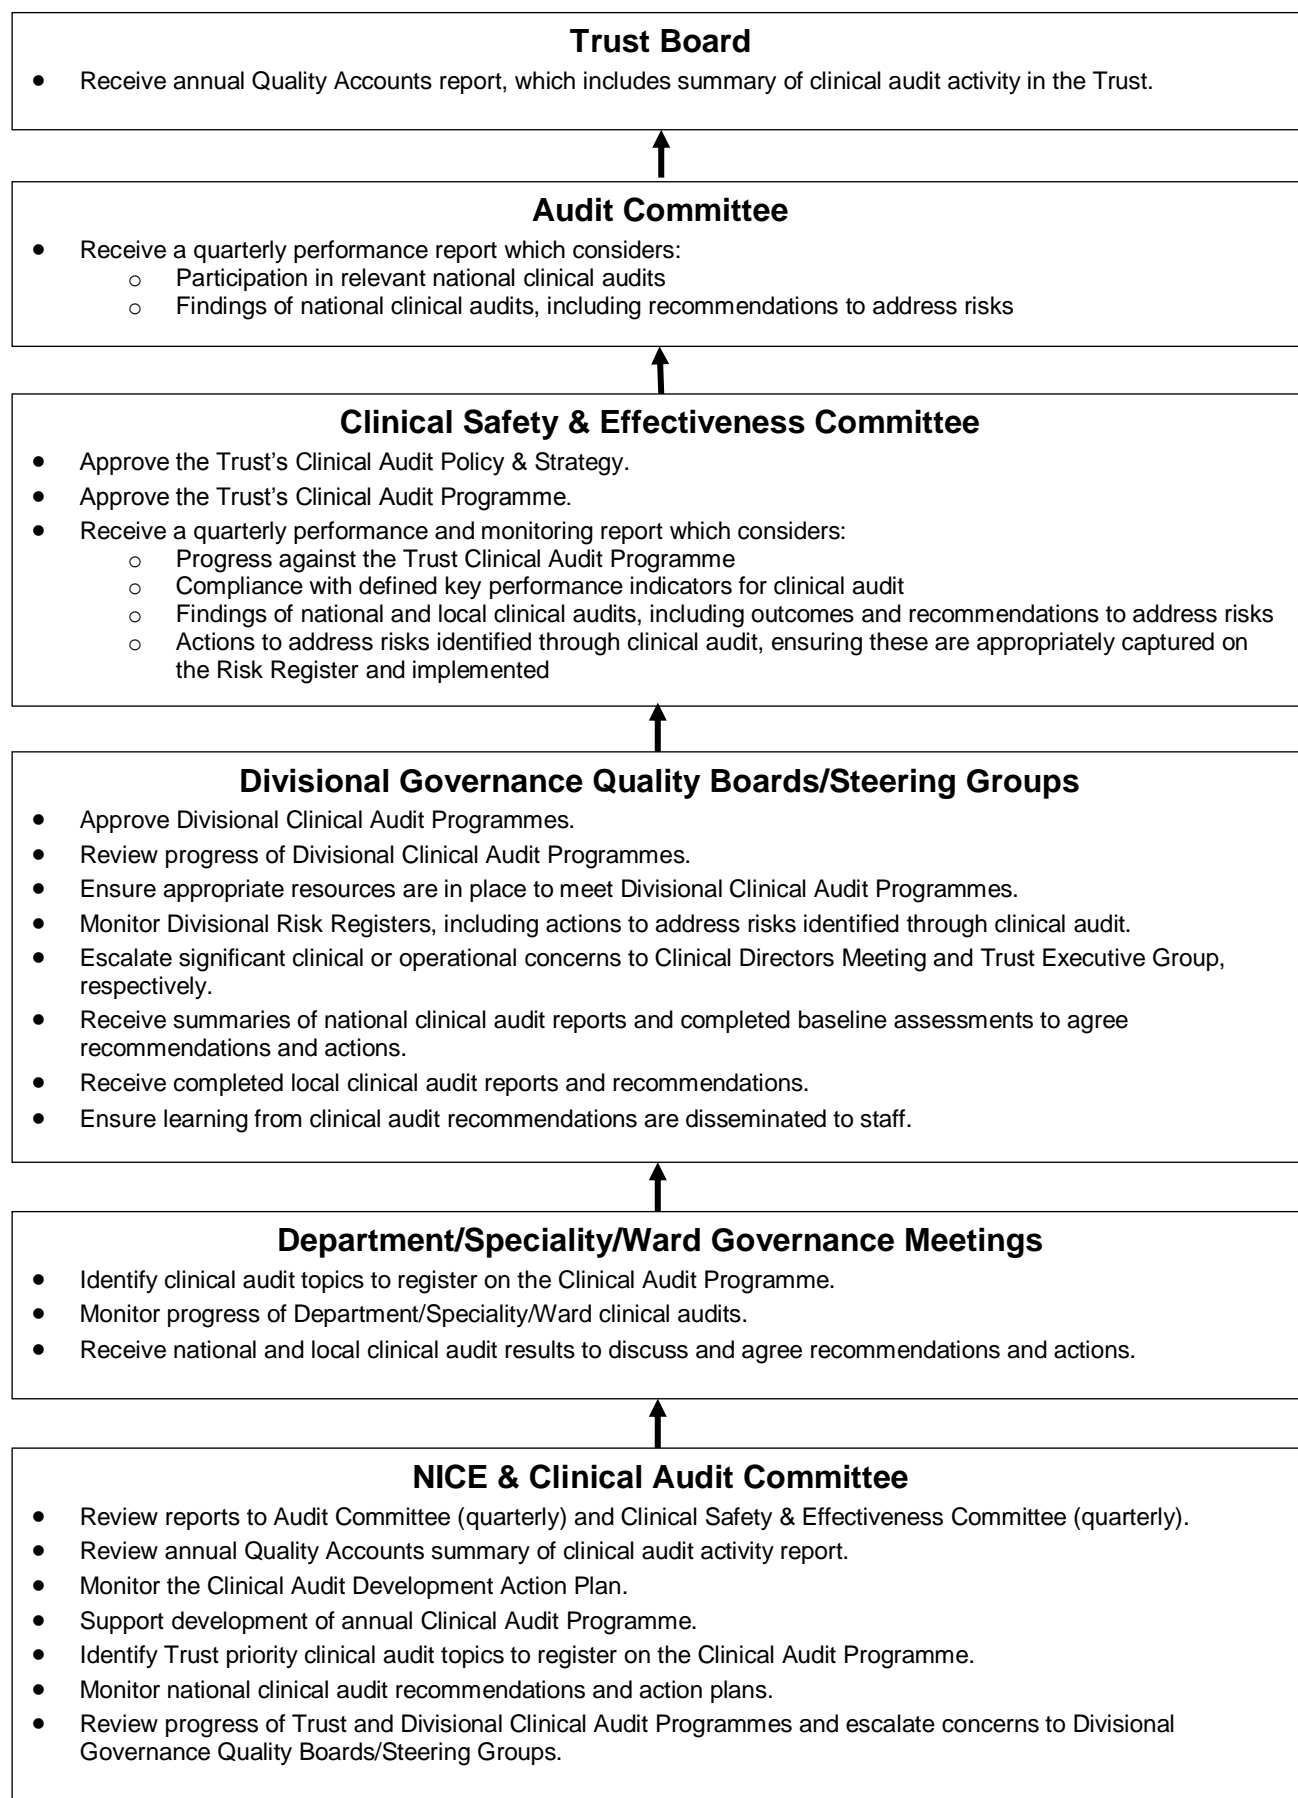 Trust Board
• Receive annual Quality Accounts report, which includes summary of clinical audit activity in the Trust.
Audit Committee
• Receive a quarterly performance report which considers:
o Participation in relevant national clinical audits
o Findings of national clinical audits, including recommendations to address risks
Clinical Safety & Effectiveness Committee
• Approve the Trust’s Clinical Audit Policy & Strategy.
• Approve the Trust’s Clinical Audit Programme.
• Receive a quarterly performance and monitoring report which considers:
o Progress against the Trust Clinical Audit Programme
o Compliance with defined key performance indicators for clinical audit
o Findings of national and local clinical audits, including outcomes and recommendations to address risks
o Actions to address risks identified through clinical audit, ensuring these are appropriately captured on
the Risk Register and implemented
Divisional Governance Quality Boards/Steering Groups
• Approve Divisional Clinical Audit Programmes.
• Review progress of Divisional Clinical Audit Programmes.
• Ensure appropriate resources are in place to meet Divisional Clinical Audit Programmes.
• Monitor Divisional Risk Registers, including actions to address risks identified through clinical audit.
• Escalate significant clinical or operational concerns to Clinical Directors Meeting and Trust Executive Group,
respectively.
• Receive summaries of national clinical audit reports and completed baseline assessments to agree
recommendations and actions.
• Receive completed local clinical audit reports and recommendations.
• Ensure learning from clinical audit recommendations are disseminated to staff.
Department/Speciality/Ward Governance Meetings
• Identify clinical audit topics to register on the Clinical Audit Programme.
• Monitor progress of Department/Speciality/Ward clinical audits.
• Receive national and local clinical audit results to discuss and agree recommendations and actions.
NICE & Clinical Audit Committee
• Review reports to Audit Committee (quarterly) and Clinical Safety & Effectiveness Committee (quarterly).
• Review annual Quality Accounts summary of clinical audit activity report.
• Monitor the Clinical Audit Development Action Plan.
• Support development of annual Clinical Audit Programme.
• Identify Trust priority clinical audit topics to register on the Clinical Audit Programme.
• Monitor national clinical audit recommendations and action plans.
• Review progress of Trust and Divisional Clinical Audit Programmes and escalate concerns to Divisional
Governance Quality Boards/Steering Groups.